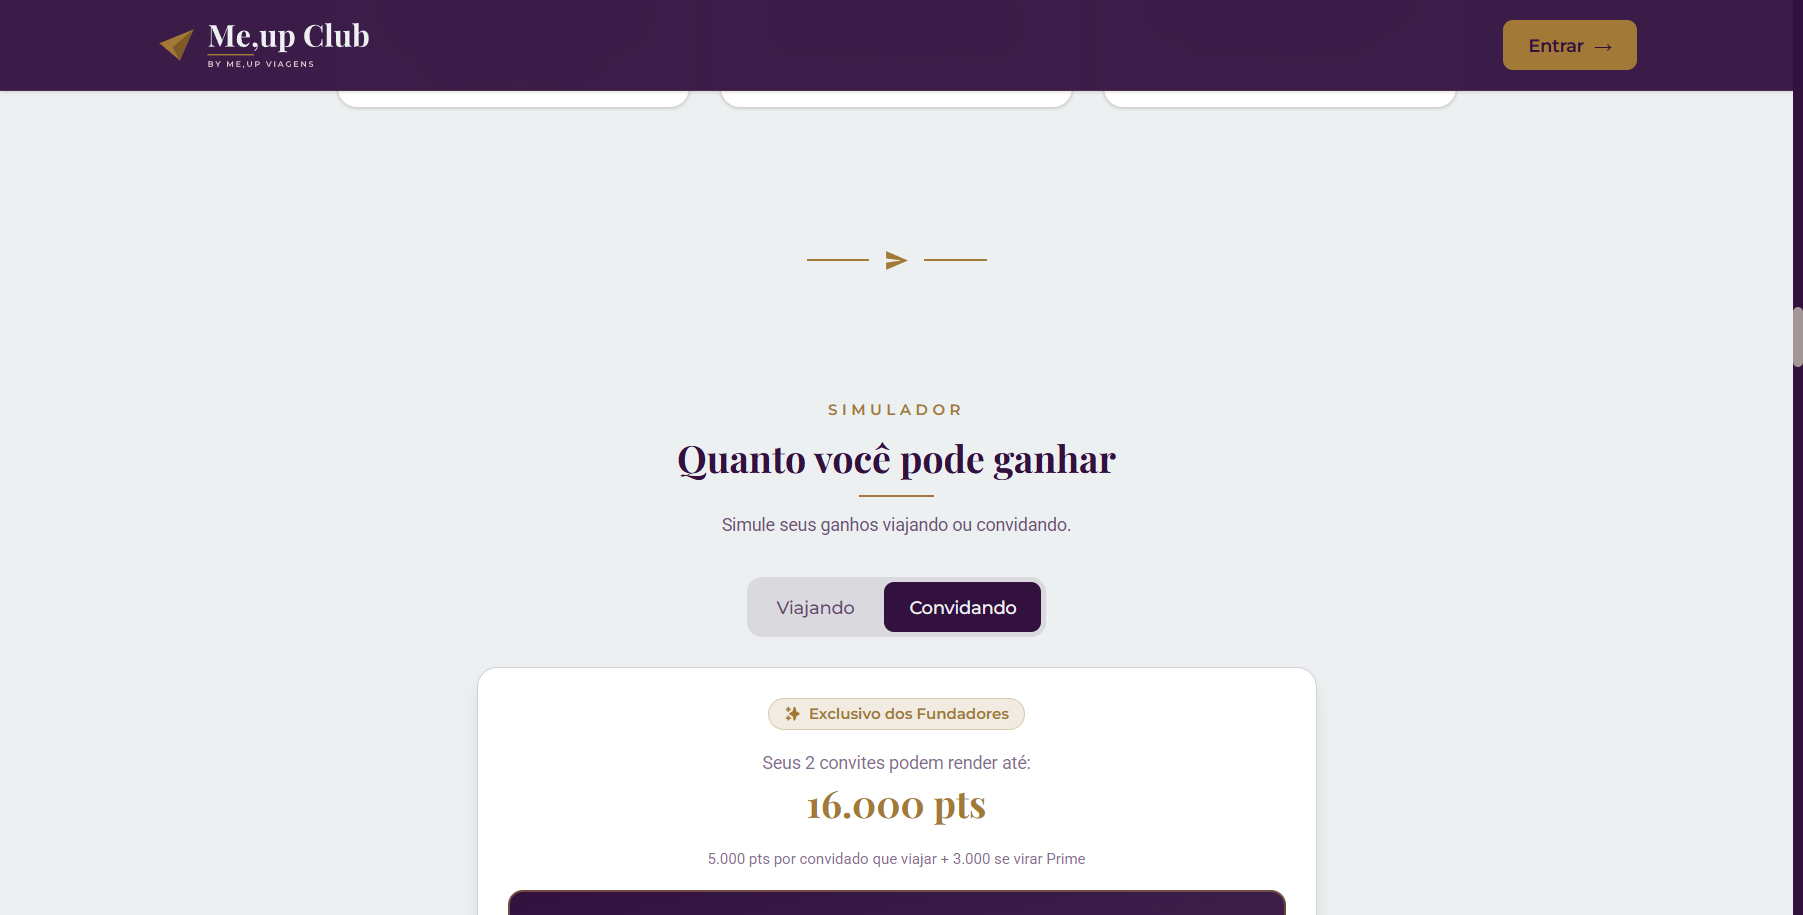 Me,up Club
BY ME,UP VIAGENS
Entrar →
SIMULADOR
Quanto você pode ganhar
Simule seus ganhos viajando ou convidando.
Viajando
Convidando
Exclusivo dos Fundadores
Seus 2 convites podem render até:
16.000 pts
5.000 pts por convidado que viajar + 3.000 se virar Prime